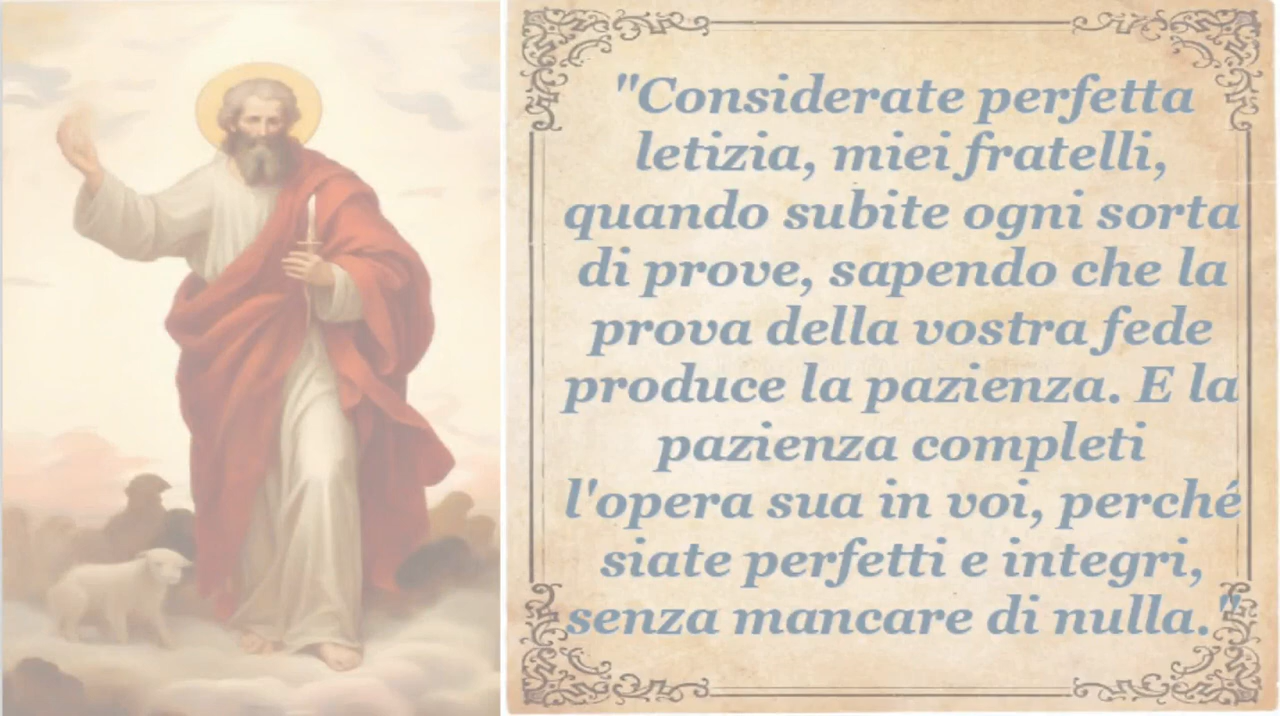 "Considerate perfetta
letizia, miei fratelli,
quando subite ogni sorta
di prove, sapendo che la
prova della vostra fede
produce la pazienza. E la
pazienza completi
l'opera sua in voi, perché
siate perfetti e integri,
senza mancare di nulla."